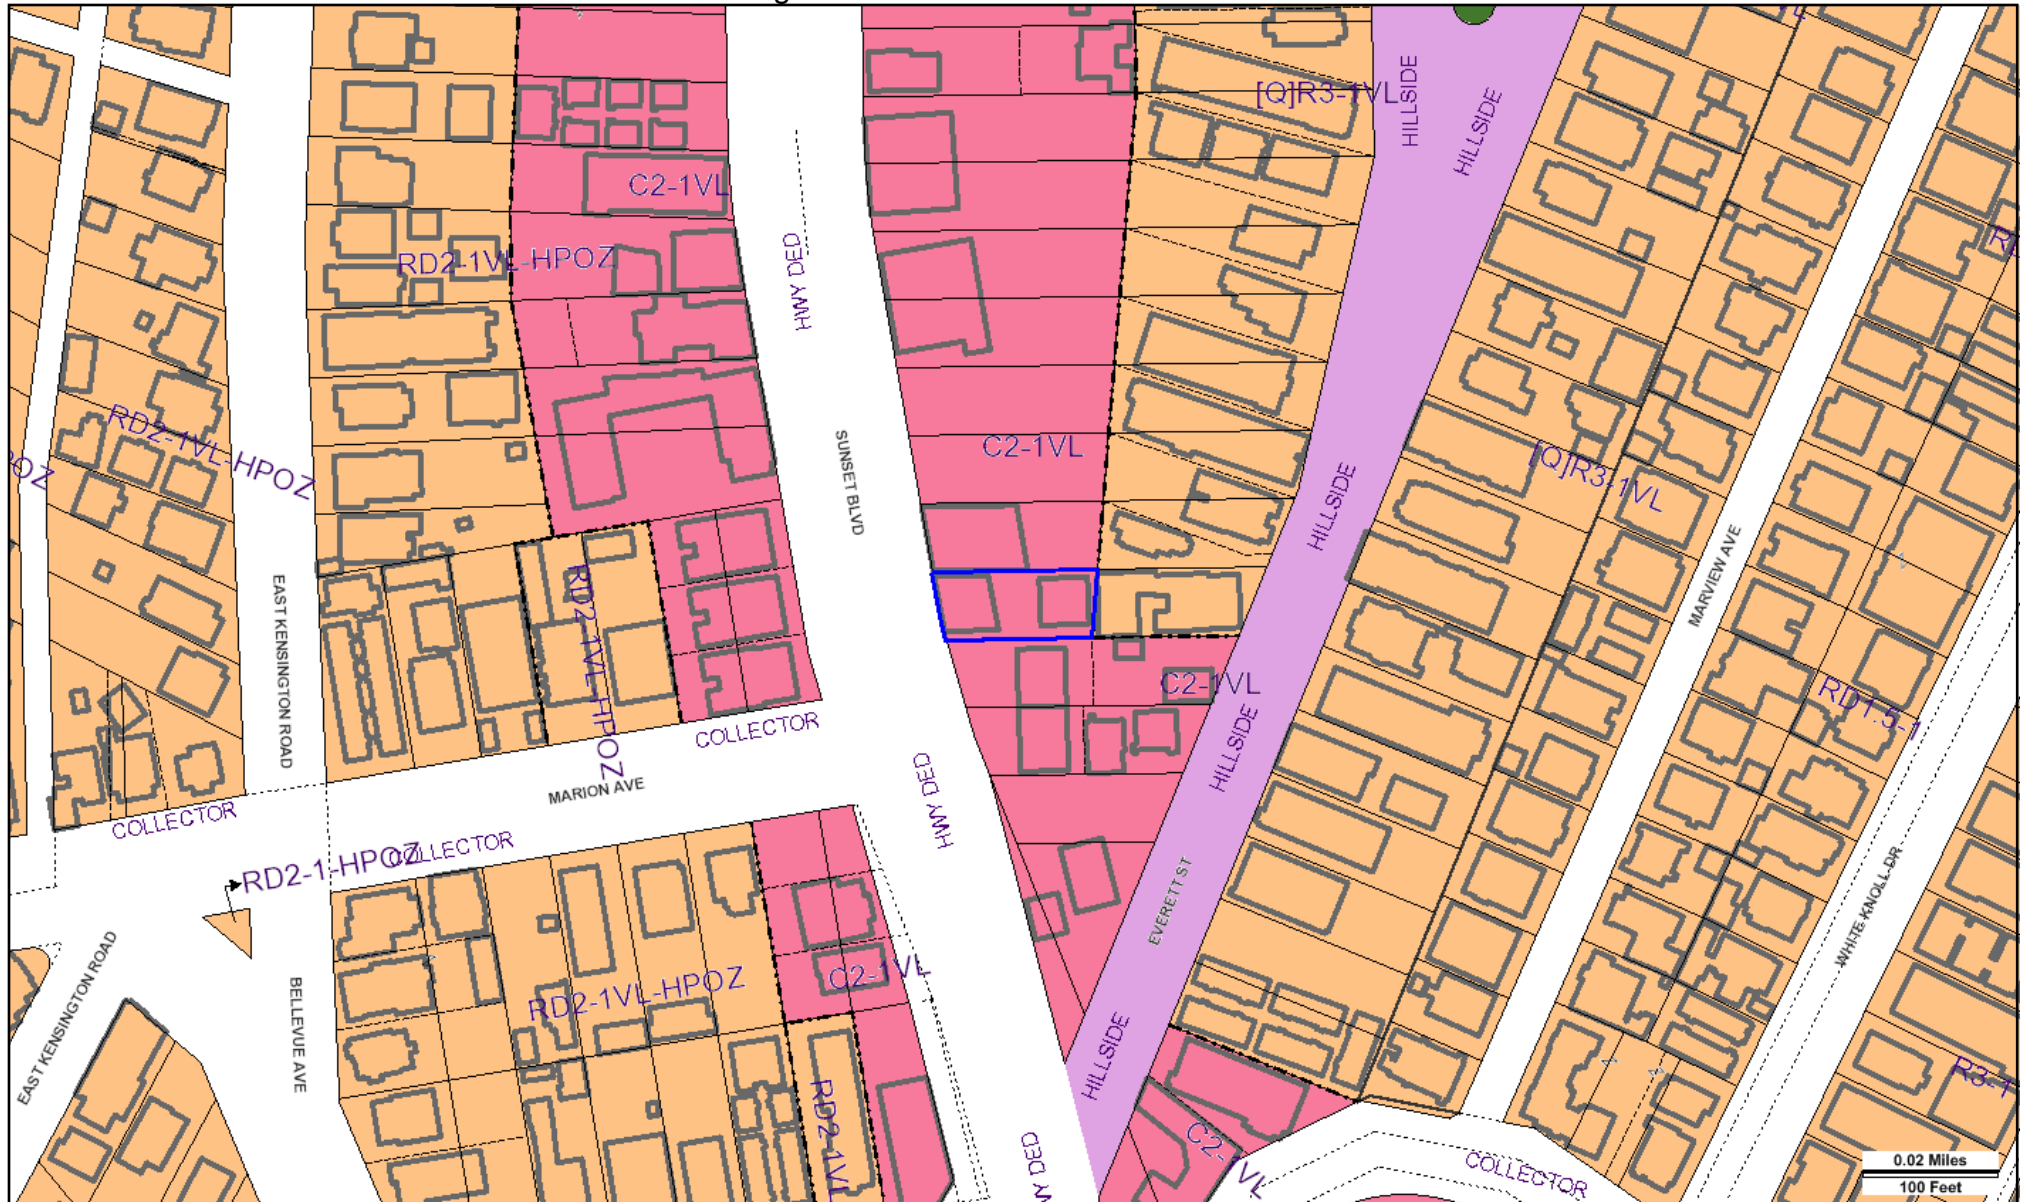 [Q]R3-1VL
HILLSIDE
HILLSIDE
C2-1VL
HWY DED
RD2-1VL-HPOZ
RD2-1VL-HPOZ
POZ
SUNSET BLVD
C2-1VL
[Q]R3-1VL
HILLSIDE
MARVIEW AVE
EAST KENSINGTON ROAD
RD2-1VL-HPOZ
C2-1VL
RD1.5-1
COLLECTOR
HILLSIDE
MARION AVE
HWY DED
COLLECTOR
COLLECTOR
RD2-1-HPOZ
EVERETT ST
WHITE KNOLL DR
EAST KENSINGTON ROAD
BELLEVUE AVE
RD2-1VL-HPOZ
C2-1VL
HILLSIDE
R3-1
RD2-1VL
C2-1VL
COLLECTOR
0.02 Miles
100 Feet